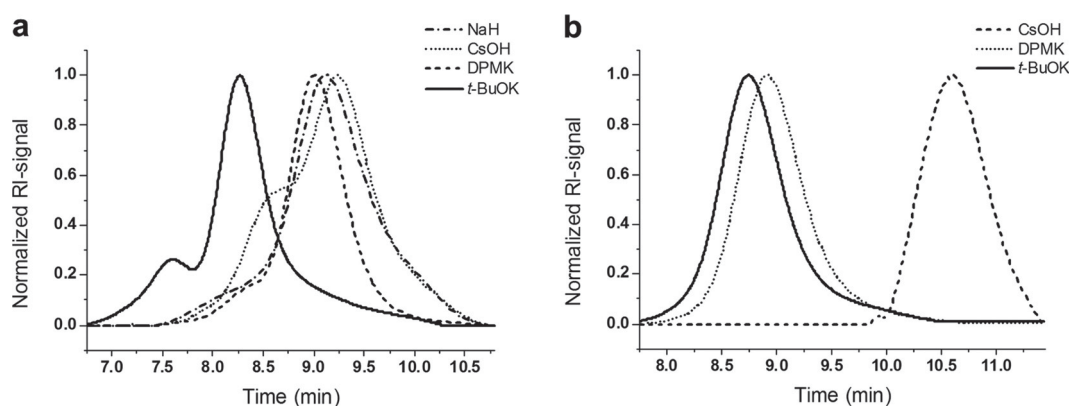 a
NaH
CsOH
DPMK
t-BuOK
Normalized RI-signal
1.0
0.8
0.6
0.4
0.2
0.0
7.0 7.5 8.0 8.5 9.0 9.5 10.0 10.5
Time (min)
b
CsOH
DPMK
t-BuOK
Normalized RI-signal
1.0
0.8
0.6
0.4
0.2
0.0
8.0 8.5 9.0 9.5 10.0 10.5 11.0
Time (min)